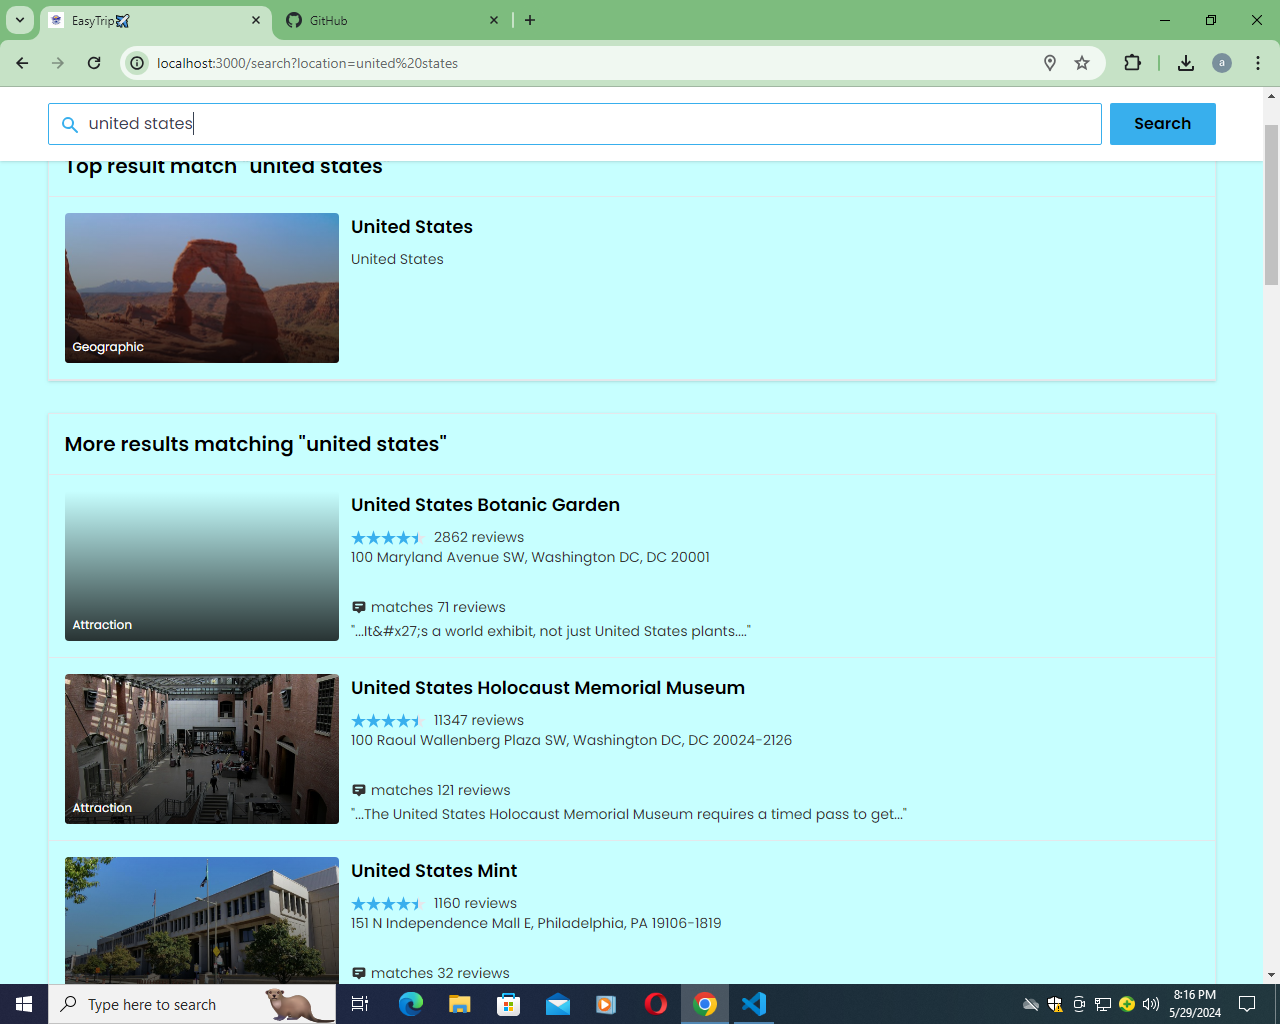 EasyTrip
GitHub
localhost:3000/search?location=united%20states
a
united states
Search
Top result match "united states
United States
United States
Geographic
More results matching "united states"
United States Botanic Garden
2862 reviews
100 Maryland Avenue SW, Washington DC, DC 20001
Attraction
matches 71 reviews
"...It&#x27;s a world exhibit, not just United States plants...."
United States Holocaust Memorial Museum
11347 reviews
100 Raoul Wallenberg Plaza SW, Washington DC, DC 20024-2126
matches 121 reviews
Attraction
"...The United States Holocaust Memorial Museum requires a timed pass to get..."
United States Mint
1160 reviews
151 N Independence Mall E, Philadelphia, PA 19106-1819
matches 32 reviews
Type here to search
8:16 PM
5/29/2024